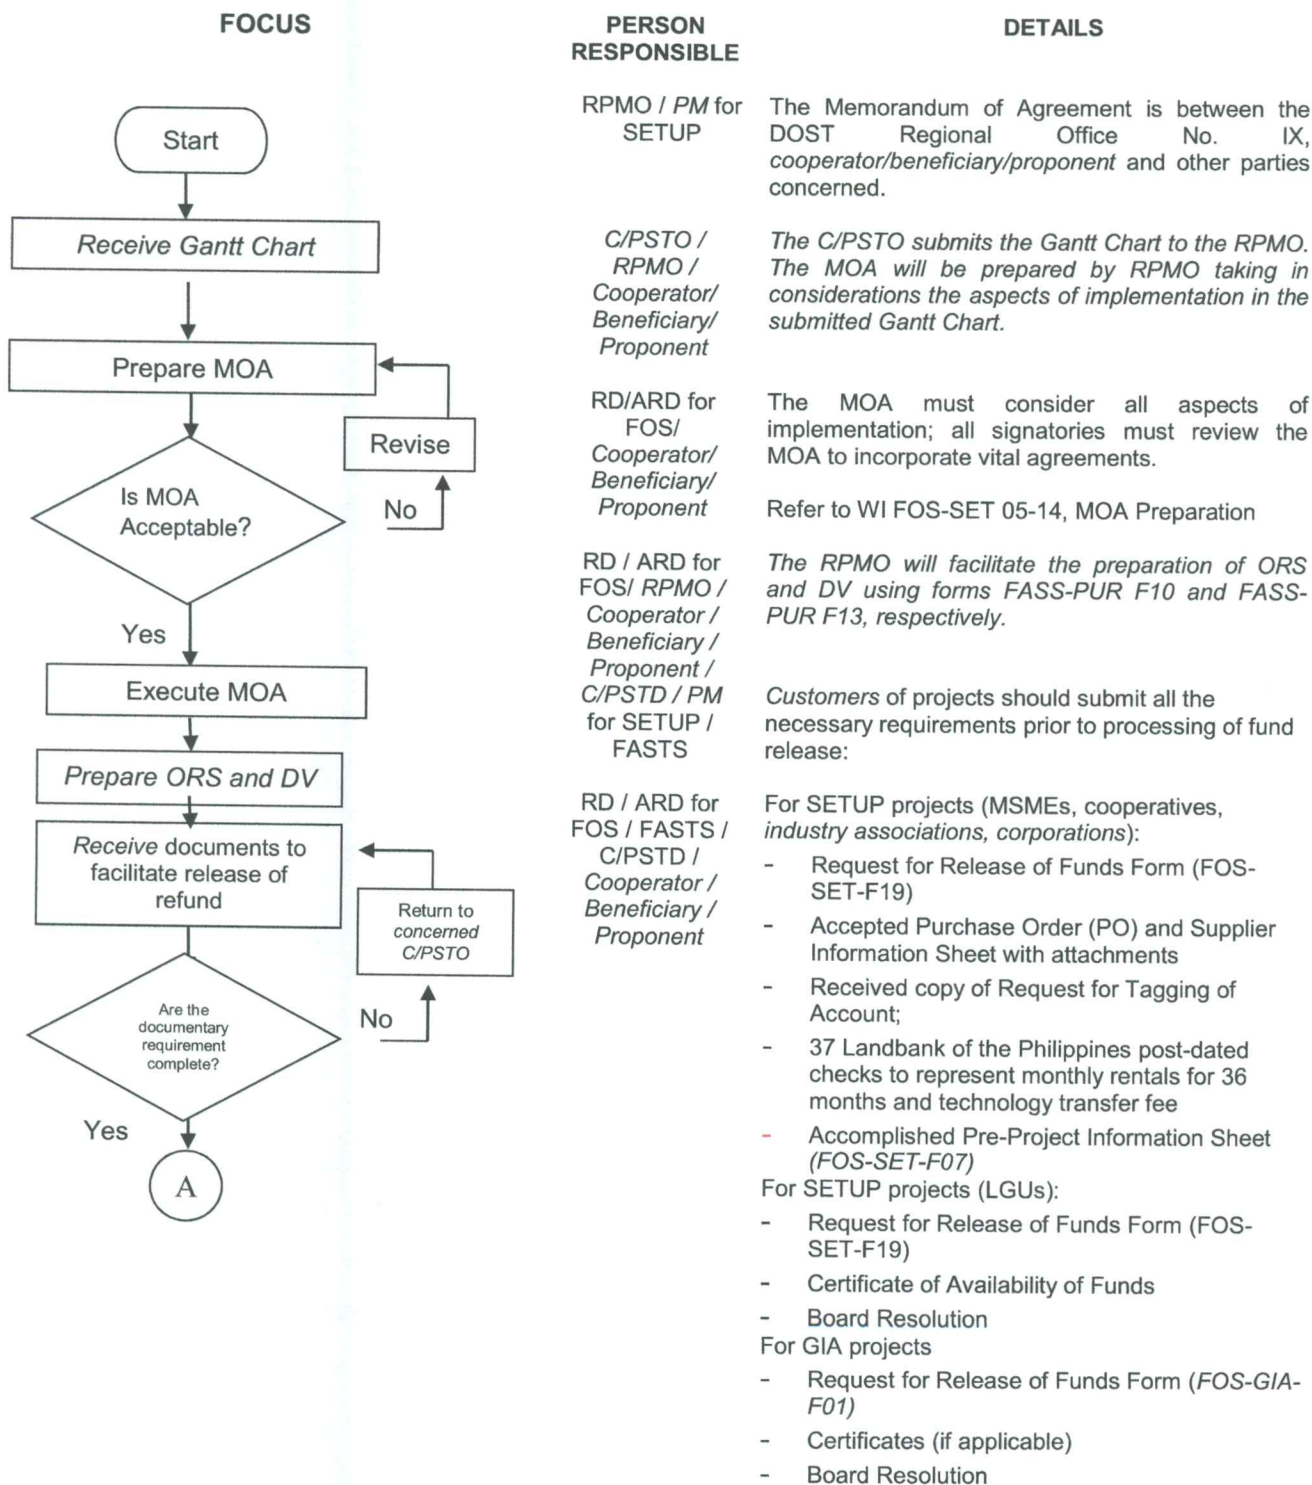 FOCUS
PERSON
RESPONSIBLE
DETAILS
Start
Receive Gantt Chart
Prepare MOA
Revise
Is MOA
Acceptable?
No
Yes
Execute MOA
Prepare ORS and DV
Receive documents to
facilitate release of
refund
Return to
concerned
C/PSTO
Are the
documentary
requirement
complete?
No
Yes
A
RPMO / PM for
SETUP
The Memorandum of Agreement is between the
DOST Regional Office No. IX,
cooperator/beneficiary/proponent and other parties
concerned.
C/PSTO /
RPMO /
Cooperator/
Beneficiary/
Proponent
The C/PSTO submits the Gantt Chart to the RPMO.
The MOA will be prepared by RPMO taking in
considerations the aspects of implementation in the
submitted Gantt Chart.
RD/ARD for
FOS/
Cooperator/
Beneficiary/
Proponent
The MOA must consider all aspects of
implementation; all signatories must review the
MOA to incorporate vital agreements.
Refer to WI FOS-SET 05-14, MOA Preparation
RD / ARD for
FOS/ RPMO /
Cooperator /
Beneficiary /
Proponent /
C/PSTD / PM
for SETUP /
FASTS
The RPMO will facilitate the preparation of ORS
and DV using forms FASS-PUR F10 and FASS-
PUR F13, respectively.
Customers of projects should submit all the
necessary requirements prior to processing of fund
release:
RD / ARD for
FOS / FASTS /
C/PSTD /
Cooperator /
Beneficiary /
Proponent
For SETUP projects (MSMEs, cooperatives,
industry associations, corporations):
- Request for Release of Funds Form (FOS-
SET-F19)
- Accepted Purchase Order (PO) and Supplier
Information Sheet with attachments
- Received copy of Request for Tagging of
Account;
- 37 Landbank of the Philippines post-dated
checks to represent monthly rentals for 36
months and technology transfer fee
- Accomplished Pre-Project Information Sheet
(FOS-SET-F07)
For SETUP projects (LGUs):
- Request for Release of Funds Form (FOS-
SET-F19)
- Certificate of Availability of Funds
- Board Resolution
For GIA projects
- Request for Release of Funds Form (FOS-GIA-
F01)
- Certificates (if applicable)
- Board Resolution